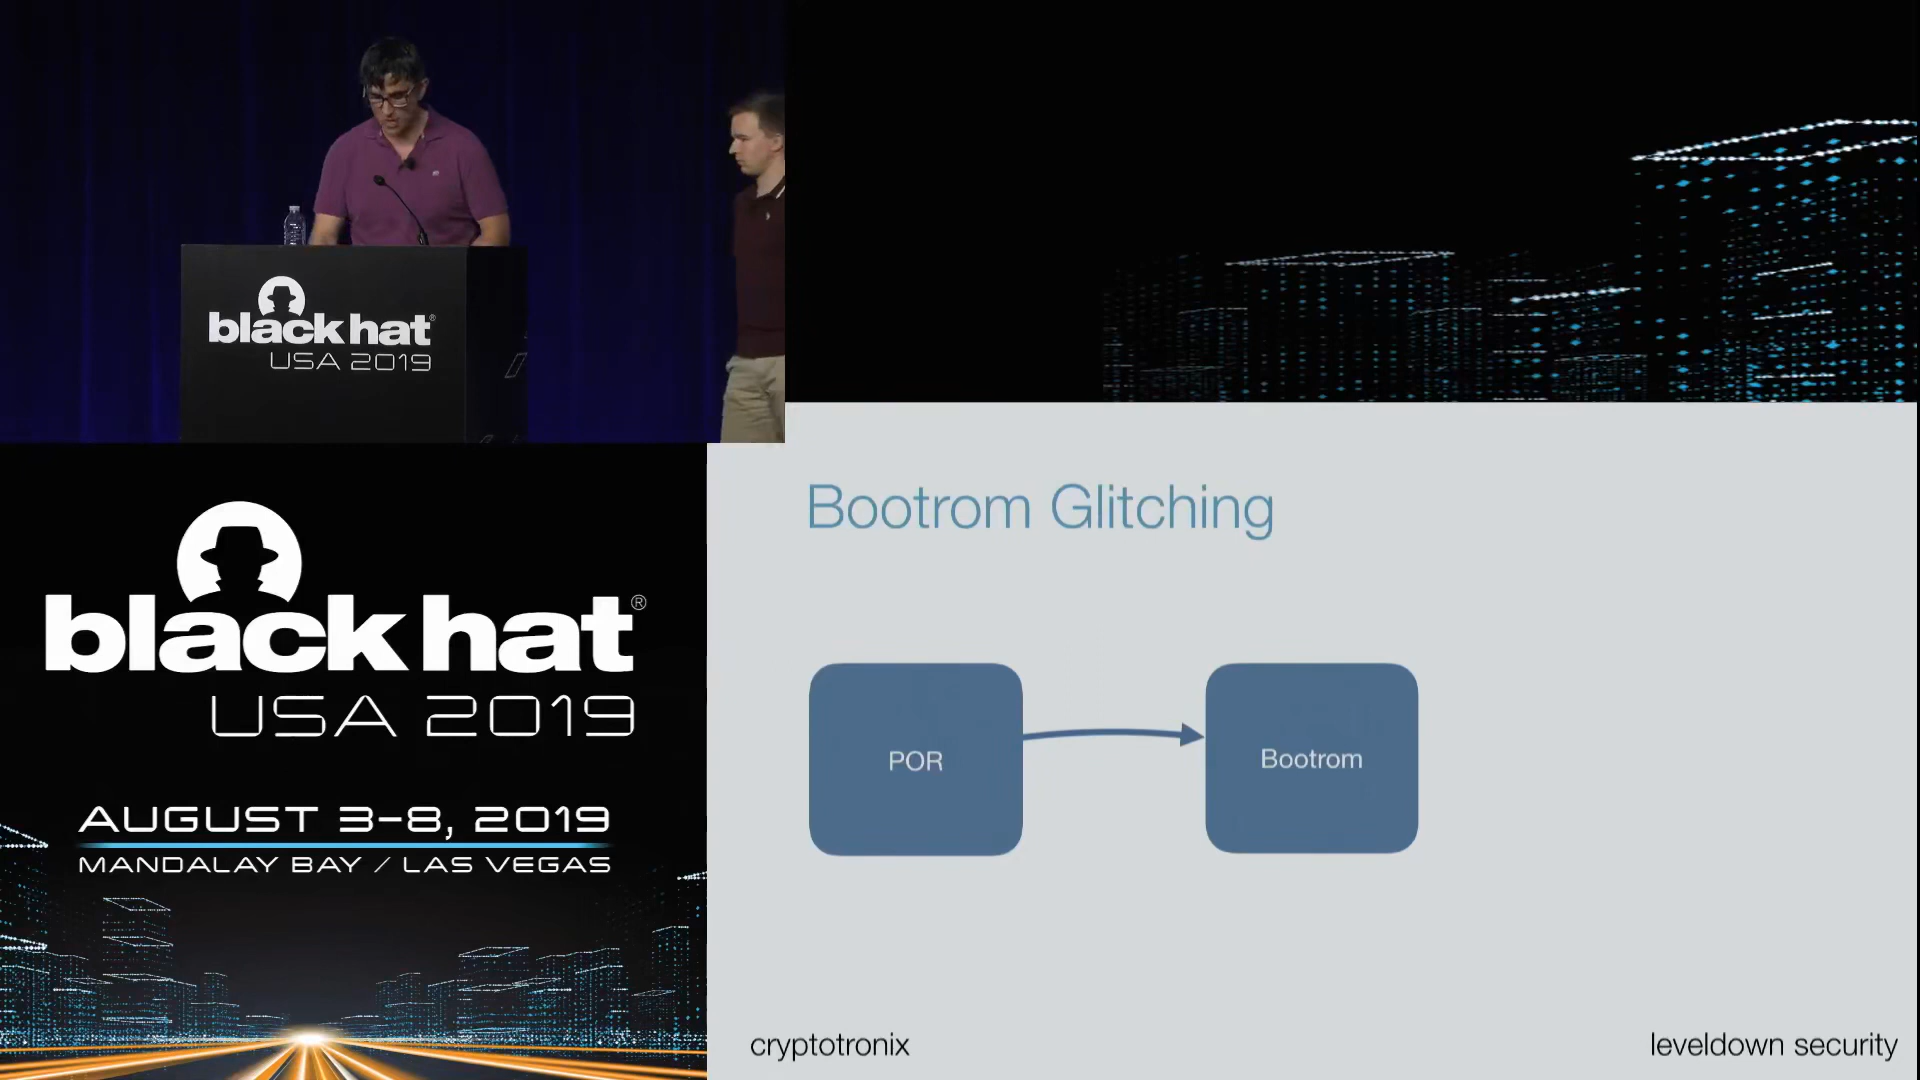 black hat®
USA 2019
black hat®
USA 2019
AUGUST 3-8, 2019
MANDALAY BAY / LAS VEGAS
Bootrom Glitching
POR
Bootrom
cryptotronix
leveldown security